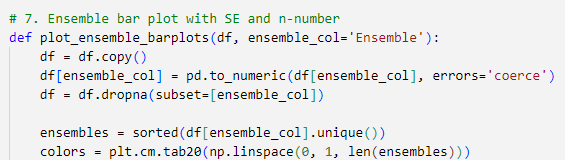 # 7. Ensemble bar plot with SE and n-number
def plot_ensemble_barplots(df, ensemble_col='Ensemble'):
    df = df.copy()
    df[ensemble_col] = pd.to_numeric(df[ensemble_col], errors='coerce')
    df = df.dropna(subset=[ensemble_col])

    ensembles = sorted(df[ensemble_col].unique())
    colors = plt.cm.tab20(np.linspace(0, 1, len(ensembles)))